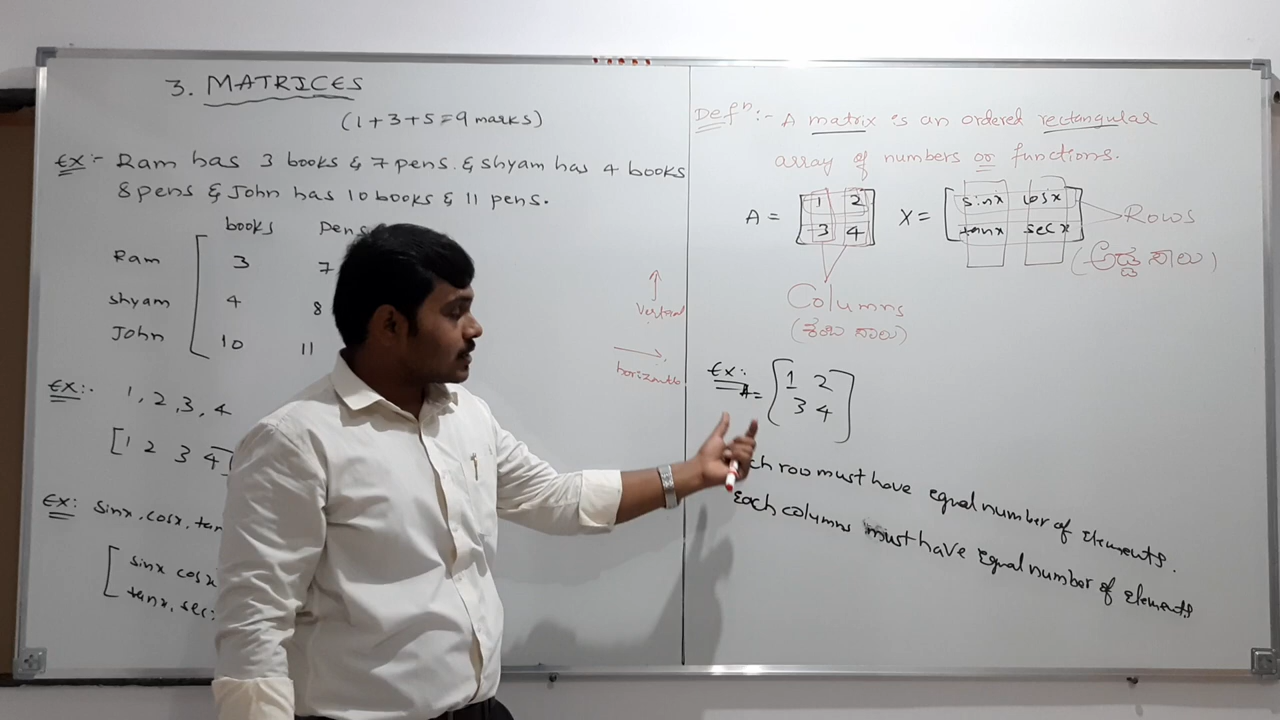 3. MATRICES
(1+3+5=9 marks)
Ex:- Ram has 3 books & 7 pens. & shyam has 4 books
8 pens & John has 10 books & 11 pens.
books pens
Ram 3 7
shyam 4 8
John 10 11
Ex:- 1, 2, 3, 4
[1 2 3 4]
Ex: sinx, cosx, tan
sinx cosx
tanx, sec
Vertical
horizontal
Defⁿ:- A matrix is an ordered rectangular
array of numbers or functions.
A = [1 2 X = [sinx cosx
3 4] tanx secx]
Rows
(ಅಡ್ಡ ಸಾಲು)
Columns
(ಕಂಬ ಸಾಲು)
Ex:
A = [1 2
3 4]
ch row must have equal number of elements.
Each columns must have equal number of elements